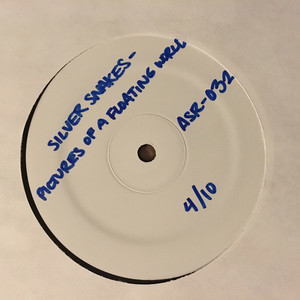 SILVER SNAKES-
PICTURES OF A FLOATING WORLD
ASR-032
4/10